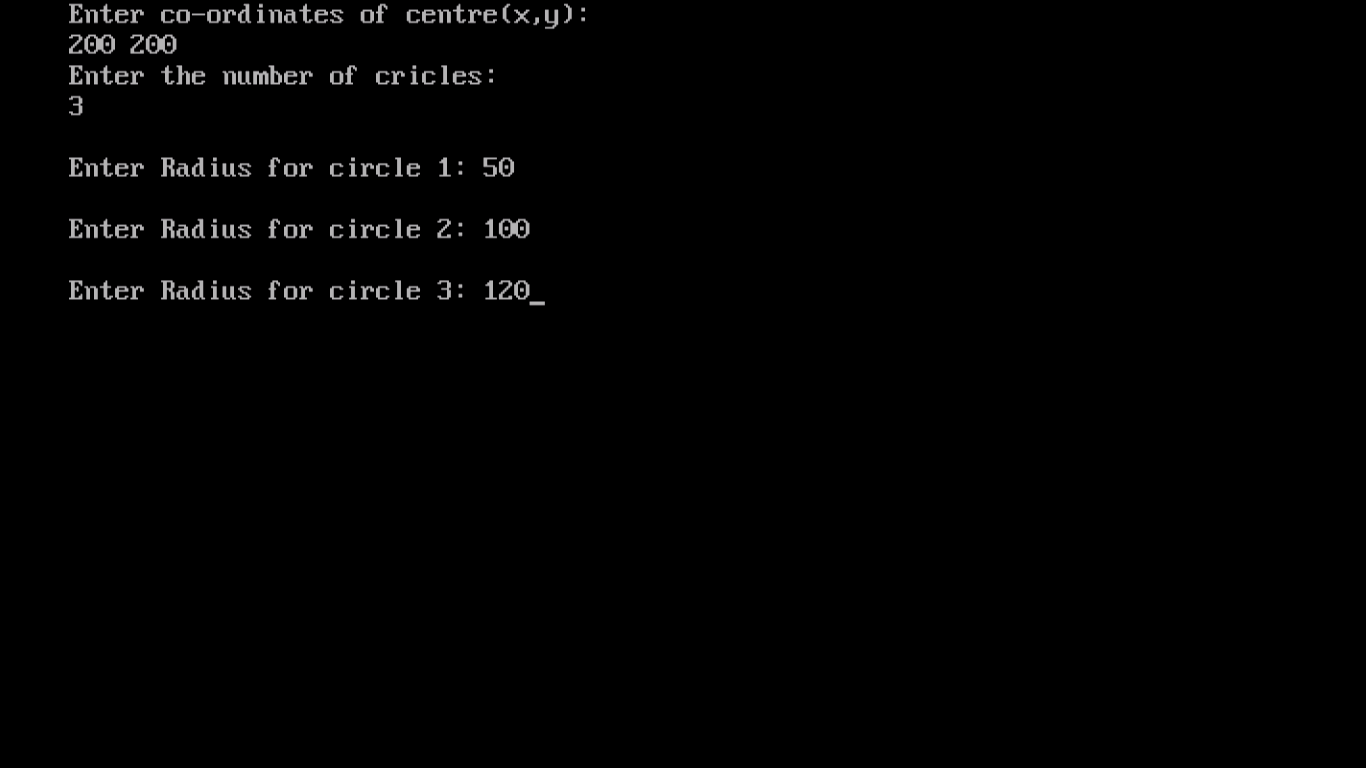 Enter co-ordinates of centre(x,y):
200 200
Enter the number of cricles:
3
Enter Radius for circle 1: 50
Enter Radius for circle 2: 100
Enter Radius for circle 3: 120_